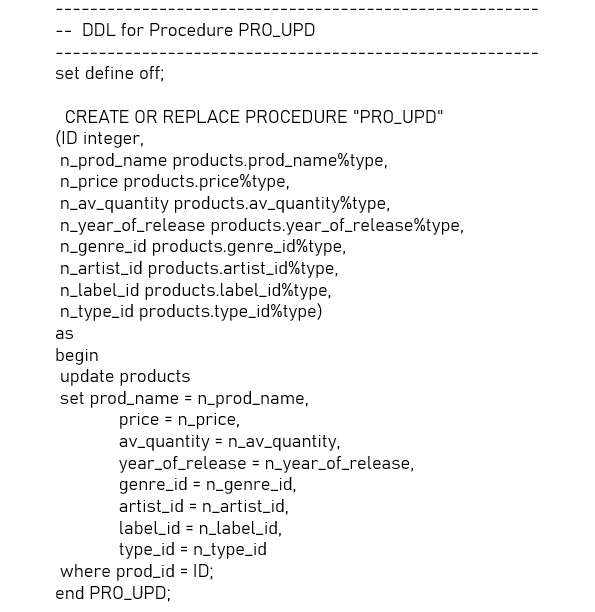 --------------------------------------------------------
--  DDL for Procedure PRO_UPD
--------------------------------------------------------
set define off;

  CREATE OR REPLACE PROCEDURE "PRO_UPD"
(ID integer,
 n_prod_name products.prod_name%type,
 n_price products.price%type,
 n_av_quantity products.av_quantity%type,
 n_year_of_release products.year_of_release%type,
 n_genre_id products.genre_id%type,
 n_artist_id products.artist_id%type,
 n_label_id products.label_id%type,
 n_type_id products.type_id%type)
as
begin
 update products
 set prod_name = n_prod_name,
            price = n_price,
            av_quantity = n_av_quantity,
            year_of_release = n_year_of_release,
            genre_id = n_genre_id,
            artist_id = n_artist_id,
            label_id = n_label_id,
            type_id = n_type_id
 where prod_id = ID;
end PRO_UPD;